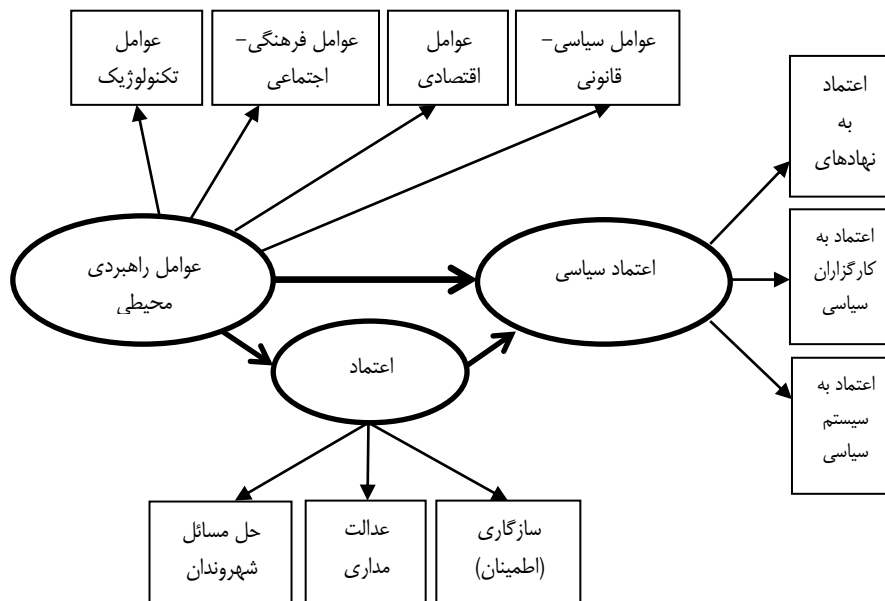 عوامل
تکنولوژیک
عوامل فرهنگی-
اجتماعی
عوامل
اقتصادی
عوامل سیاسی-
قانونی
اعتماد
به
نهادهای
عوامل راهبردی
محیطی
اعتماد سیاسی
اعتماد به
کارگزاران
سیاسی
اعتماد
اعتماد به
سیستم
سیاسی
حل مسائل
شهروندان
عدالت
مداری
سازگاری
(اطمینان)